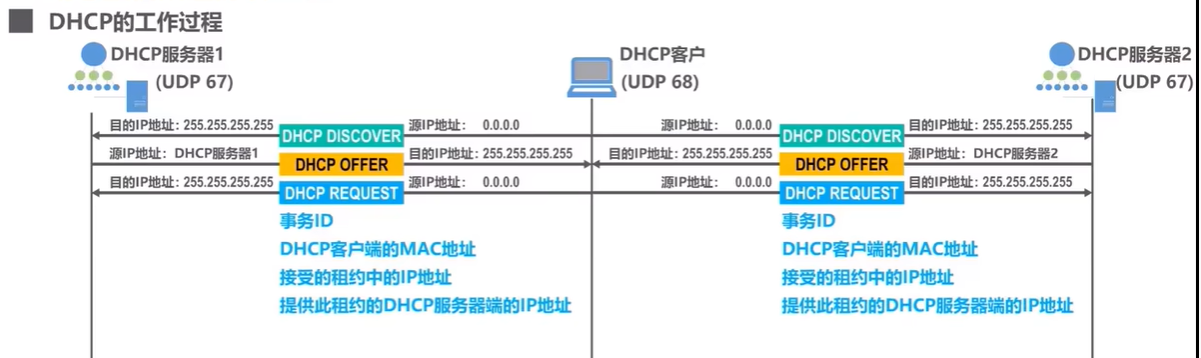 DHCP的工作过程
DHCP服务器1
(UDP 67)
DHCP客户
(UDP 68)
DHCP服务器2
(UDP 67)
目的IP地址：255.255.255.255 DHCP DISCOVER 源IP地址： 0.0.0.0 源IP地址： 0.0.0.0 DHCP DISCOVER 目的IP地址：255.255.255.255
源IP地址：DHCP服务器1 DHCP OFFER 目的IP地址：255.255.255.255 目的IP地址：255.255.255.255 DHCP OFFER 源IP地址：DHCP服务器2
目的IP地址：255.255.255.255 DHCP REQUEST 源IP地址： 0.0.0.0 源IP地址： 0.0.0.0 DHCP REQUEST 目的IP地址：255.255.255.255
事务ID
DHCP客户端的MAC地址
接受的租约中的IP地址
提供此租约的DHCP服务器端的IP地址
事务ID
DHCP客户端的MAC地址
接受的租约中的IP地址
提供此租约的DHCP服务器端的IP地址